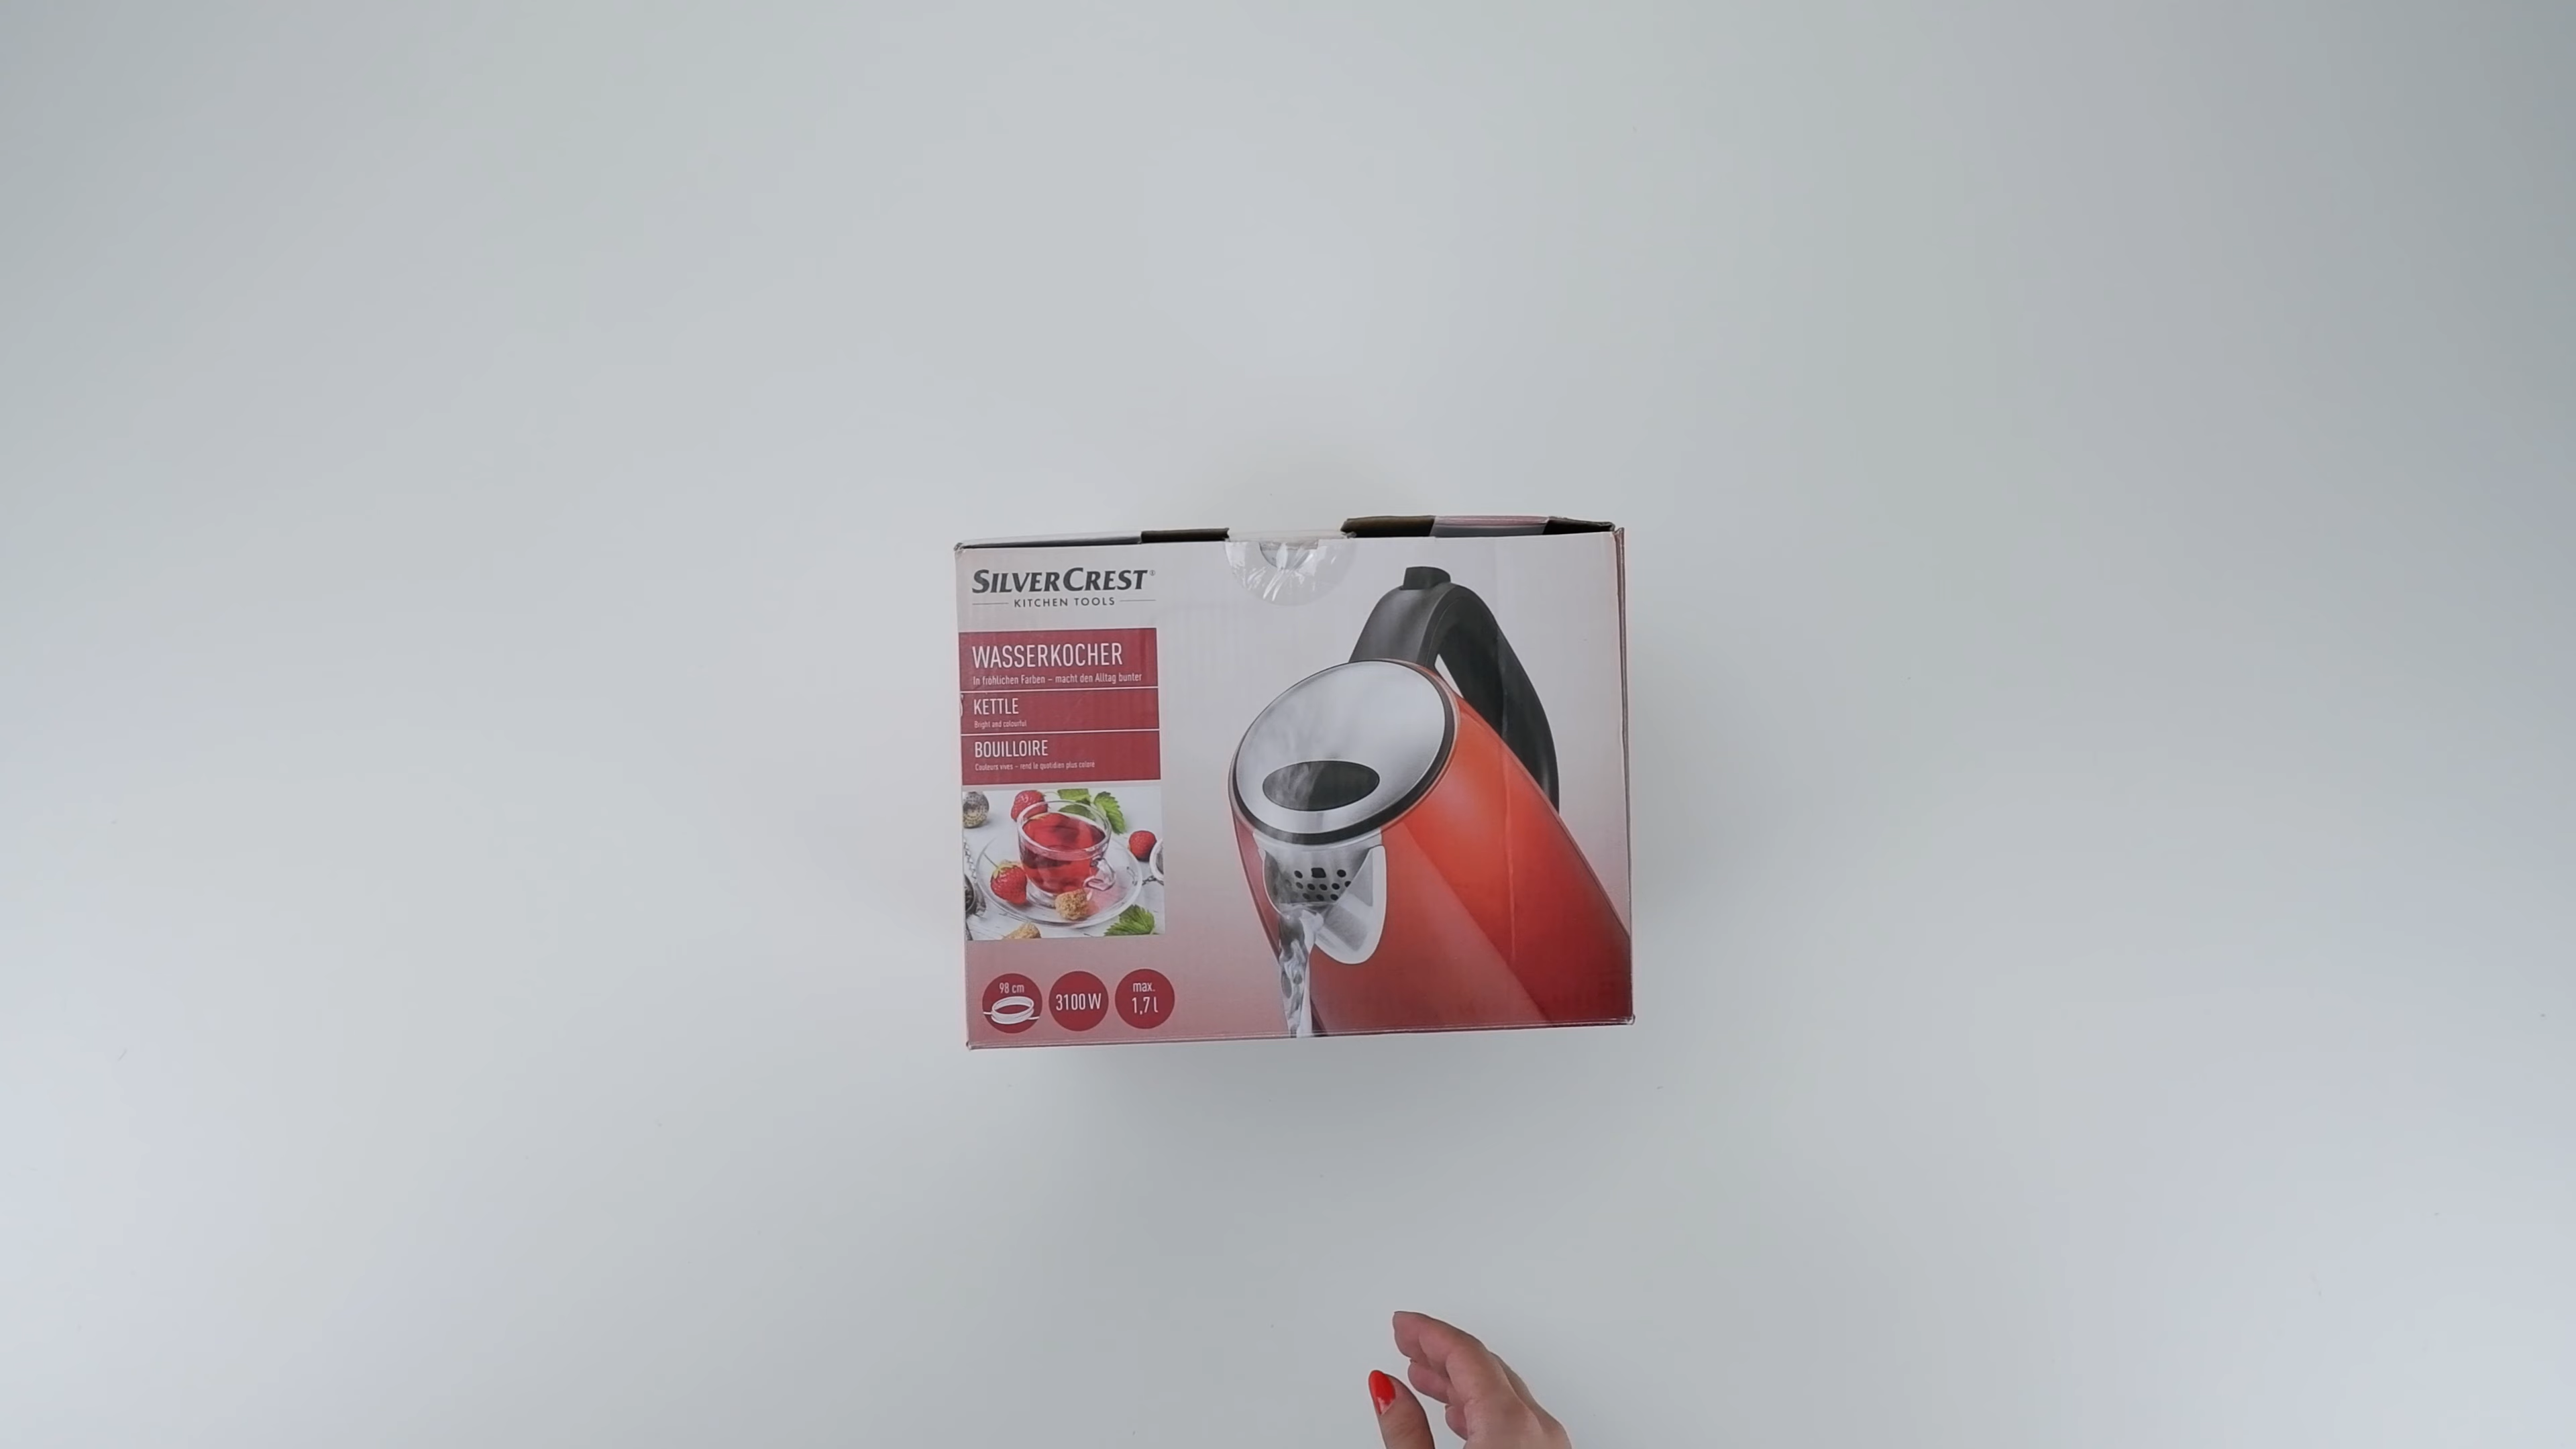 SILVERCREST®
KITCHEN TOOLS
WASSERKOCHER
In fröhlichen Farben – macht den Alltag bunter
KETTLE
Bright and colourful
BOUILLOIRE
Couleurs vives – rend le quotidien plus coloré
98 cm
3100 W
max.
1,7 l